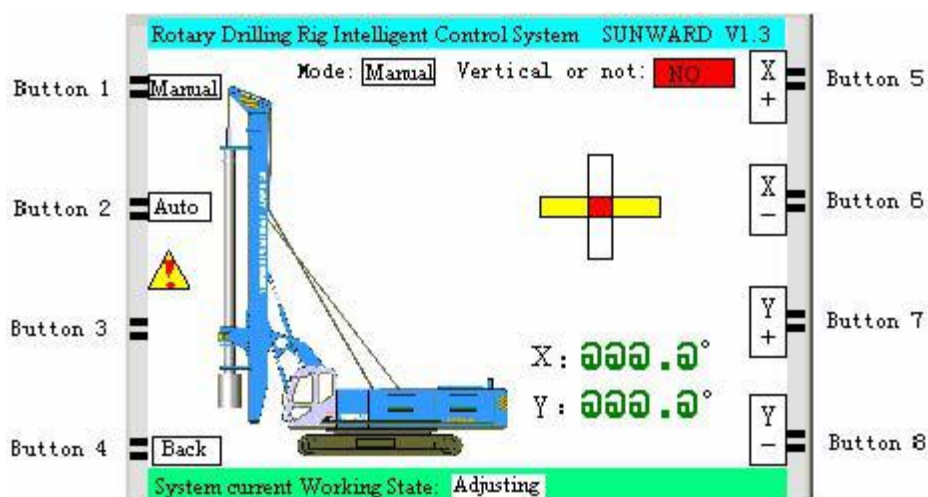 Rotary Drilling Rig Intelligent Control System SUNWARD V1.3
Mode: Manual Vertical or not: NO
Button 1 Manual
X + Button 5
Button 2 Auto
X - Button 6
Button 3
Y + Button 7
X:
Y:
Button 4 Back
Y - Button 8
System current Working State: Adjusting